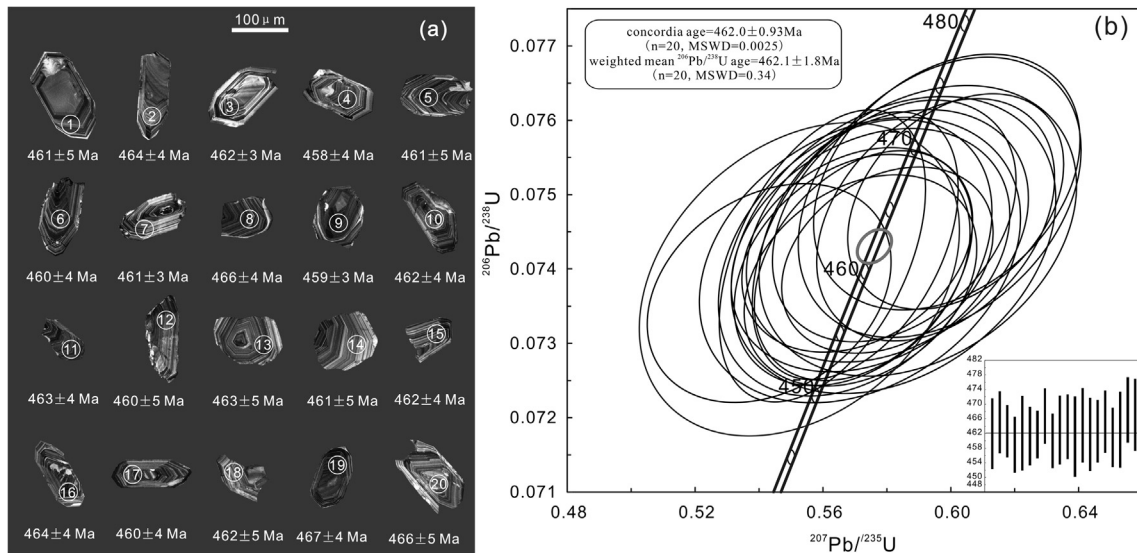 100 μm
(a)
1
2
3
4
5
461±5 Ma
464±4 Ma
462±3 Ma
458±4 Ma
461±5 Ma
6
7
8
9
10
460±4 Ma
461±3 Ma
466±4 Ma
459±3 Ma
462±4 Ma
11
12
13
14
15
463±4 Ma
460±5 Ma
463±5 Ma
461±5 Ma
462±4 Ma
16
17
18
19
20
464±4 Ma
460±4 Ma
462±5 Ma
467±4 Ma
466±5 Ma
(b)
concordia age=462.0±0.93Ma
(n=20, MSWD=0.0025)
weighted mean ²⁰⁶Pb/²³⁸U age=462.1±1.8Ma
(n=20, MSWD=0.34)
480
470
460
450
0.077
0.076
0.075
0.074
0.073
0.072
0.071
²⁰⁶Pb/²³⁸U
0.48
0.52
0.56
0.60
0.64
²⁰⁷Pb/²³⁵U
482
478
474
470
466
462
458
454
450
448